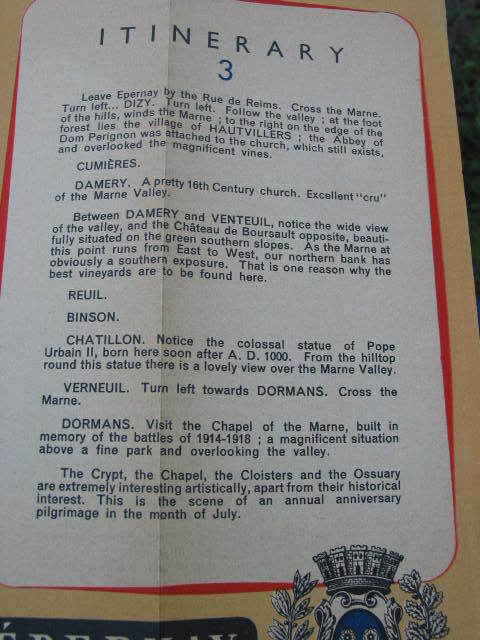 ITINERARY
3
Leave Epernay by the Rue de Reims. Cross the Marne.
Turn left... DIZY. Turn left. Follow the valley ; at the foot
of the hills, winds the Marne ; to the right on the edge of the
forest lies the village of HAUTVILLERS ; the Abbey of
Dom Perignon was attached to the church, which still exists,
and overlooked the magnificent vines.
CUMIÈRES.
DAMERY. A pretty 16th Century church. Excellent "cru"
of the Marne Valley.
Between DAMERY and VENTEUIL, notice the wide view
of the valley, and the Château de Boursault opposite, beauti-
fully situated on the green southern slopes. As the Marne at
this point runs from East to West, our northern bank has
obviously a southern exposure. That is one reason why the
best vineyards are to be found here.
REUIL.
BINSON.
CHATILLON. Notice the colossal statue of Pope
Urbain II, born here soon after A. D. 1000. From the hilltop
round this statue there is a lovely view over the Marne Valley.
VERNEUIL. Turn left towards DORMANS. Cross the
Marne.
DORMANS. Visit the Chapel of the Marne, built in
memory of the battles of 1914-1918 ; a magnificent situation
above a fine park and overlooking the valley.
The Crypt, the Chapel, the Cloisters and the Ossuary
are extremely interesting artistically, apart from their historical
interest. This is the scene of an annual anniversary
pilgrimage in the month of July.
ÉPERNAY